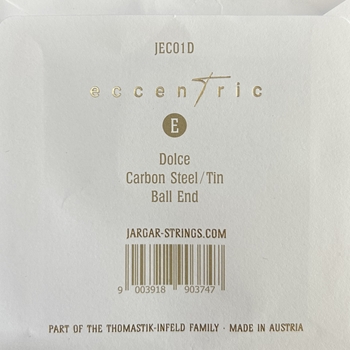 JEC01D
eccentric
E
Dolce
Carbon Steel/Tin
Ball End
JARGAR-STRINGS.COM
9 003918 903747
PART OF THE THOMASTIK-INFELD FAMILY · MADE IN AUSTRIA